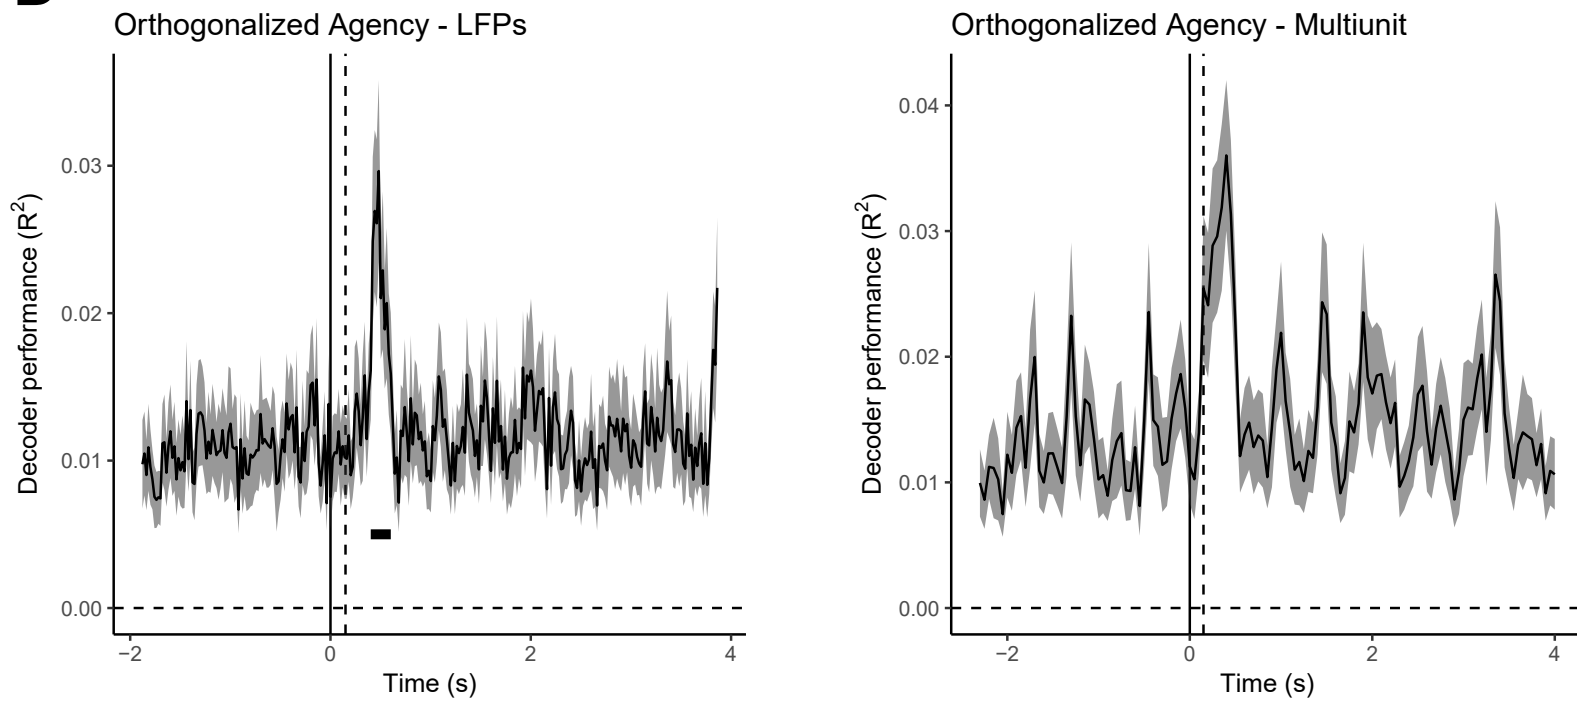 Orthogonalized Agency - LFPs
Decoder performance (R²)
0.03
0.02
0.01
0.00
−2
0
2
4
Time (s)
Orthogonalized Agency - Multiunit
Decoder performance (R²)
0.04
0.03
0.02
0.01
0.00
−2
0
2
4
Time (s)